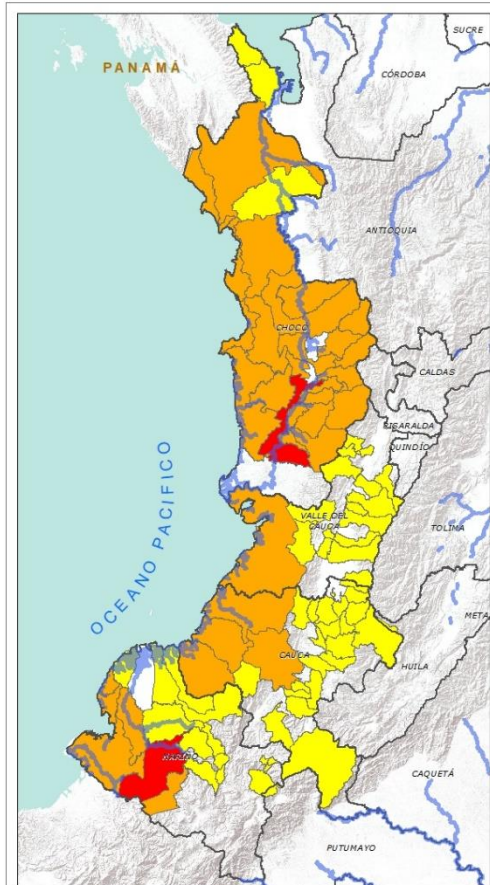 SUCRE
PANAMÁ
CÓRDOBA
ANTIOQUIA
CHOCÓ
CALDAS
RISARALDA
QUINDÍO
OCEANO PACIFICO
VALLE DEL
CAUCA
TOLIMA
META
CAUCA
HUILA
NARIÑO
CAQUETÁ
PUTUMAYO